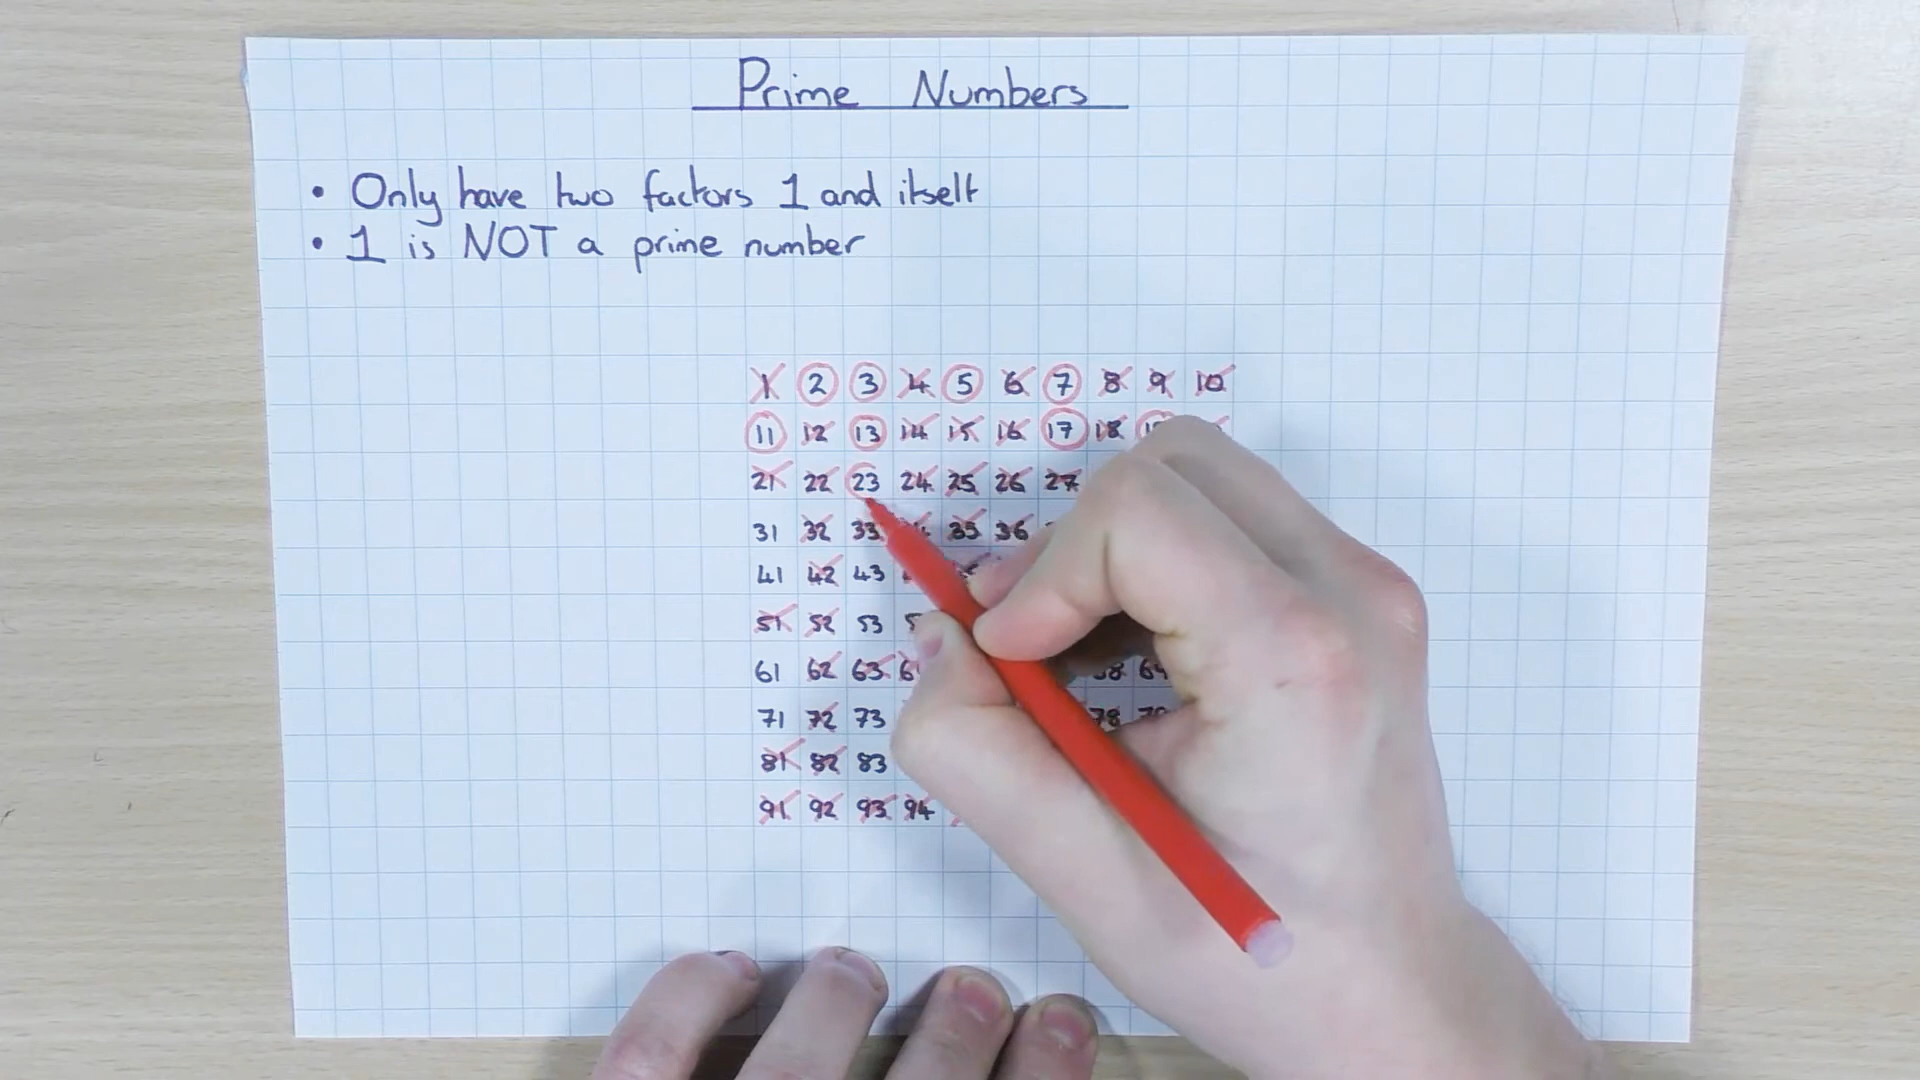 Prime Numbers
• Only have two factors 1 and itself
• 1 is NOT a prime number
1 2 3 4 5 6 7 8 9 10
11 12 13 14 15 16 17 18
21 22 23 24 25 26 27
31 32 33 35 36
41 42 43
51 52 53
61 62 63
71 72 73 78
81 82 83
91 92 93 94